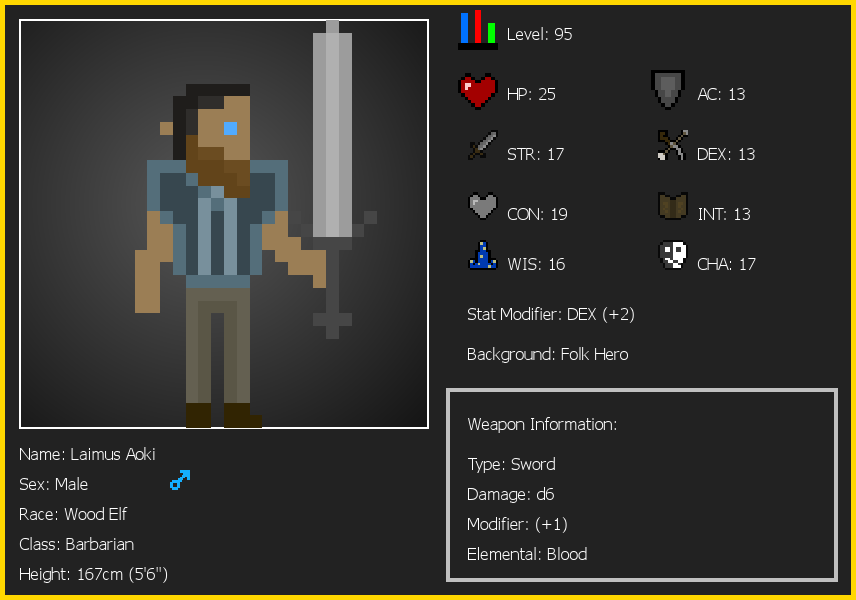 Level: 95
HP: 25
AC: 13
STR: 17
DEX: 13
CON: 19
INT: 13
WIS: 16
CHA: 17
Stat Modifier: DEX (+2)
Background: Folk Hero
Weapon Information:
Type: Sword
Damage: d6
Modifier: (+1)
Elemental: Blood
Name: Laimus Aoki
Sex: Male
Race: Wood Elf
Class: Barbarian
Height: 167cm (5'6")